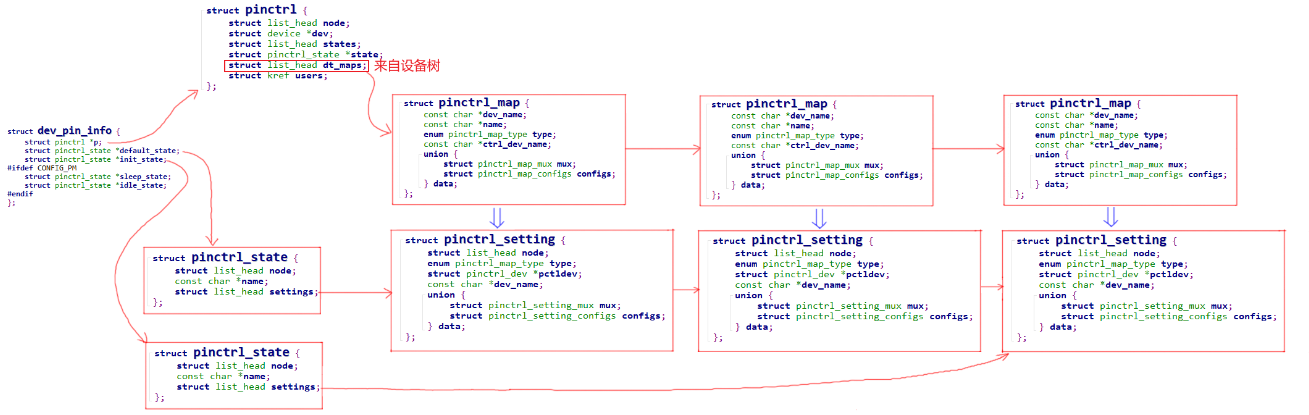 struct pinctrl {
struct list_head node;
struct device *dev;
struct list_head states;
struct pinctrl_state *state;
struct list_head dt_maps;
来自设备树
struct kref users;
};
struct dev_pin_info {
struct pinctrl *p;
struct pinctrl_state *default_state;
struct pinctrl_state *init_state;
#ifdef CONFIG_PM
struct pinctrl_state *sleep_state;
struct pinctrl_state *idle_state;
#endif
};
struct pinctrl_map {
const char *dev_name;
const char *name;
enum pinctrl_map_type type;
const char *ctrl_dev_name;
union {
struct pinctrl_map_mux mux;
struct pinctrl_map_configs configs;
} data;
};
struct pinctrl_map {
const char *dev_name;
const char *name;
enum pinctrl_map_type type;
const char *ctrl_dev_name;
union {
struct pinctrl_map_mux mux;
struct pinctrl_map_configs configs;
} data;
};
struct pinctrl_map {
const char *dev_name;
const char *name;
enum pinctrl_map_type type;
const char *ctrl_dev_name;
union {
struct pinctrl_map_mux mux;
struct pinctrl_map_configs configs;
} data;
};
struct pinctrl_state {
struct list_head node;
const char *name;
struct list_head settings;
};
struct pinctrl_setting {
struct list_head node;
enum pinctrl_map_type type;
struct pinctrl_dev *pctldev;
const char *dev_name;
union {
struct pinctrl_setting_mux mux;
struct pinctrl_setting_configs configs;
} data;
};
struct pinctrl_setting {
struct list_head node;
enum pinctrl_map_type type;
struct pinctrl_dev *pctldev;
const char *dev_name;
union {
struct pinctrl_setting_mux mux;
struct pinctrl_setting_configs configs;
} data;
};
struct pinctrl_setting {
struct list_head node;
enum pinctrl_map_type type;
struct pinctrl_dev *pctldev;
const char *dev_name;
union {
struct pinctrl_setting_mux mux;
struct pinctrl_setting_configs configs;
} data;
};
struct pinctrl_state {
struct list_head node;
const char *name;
struct list_head settings;
};